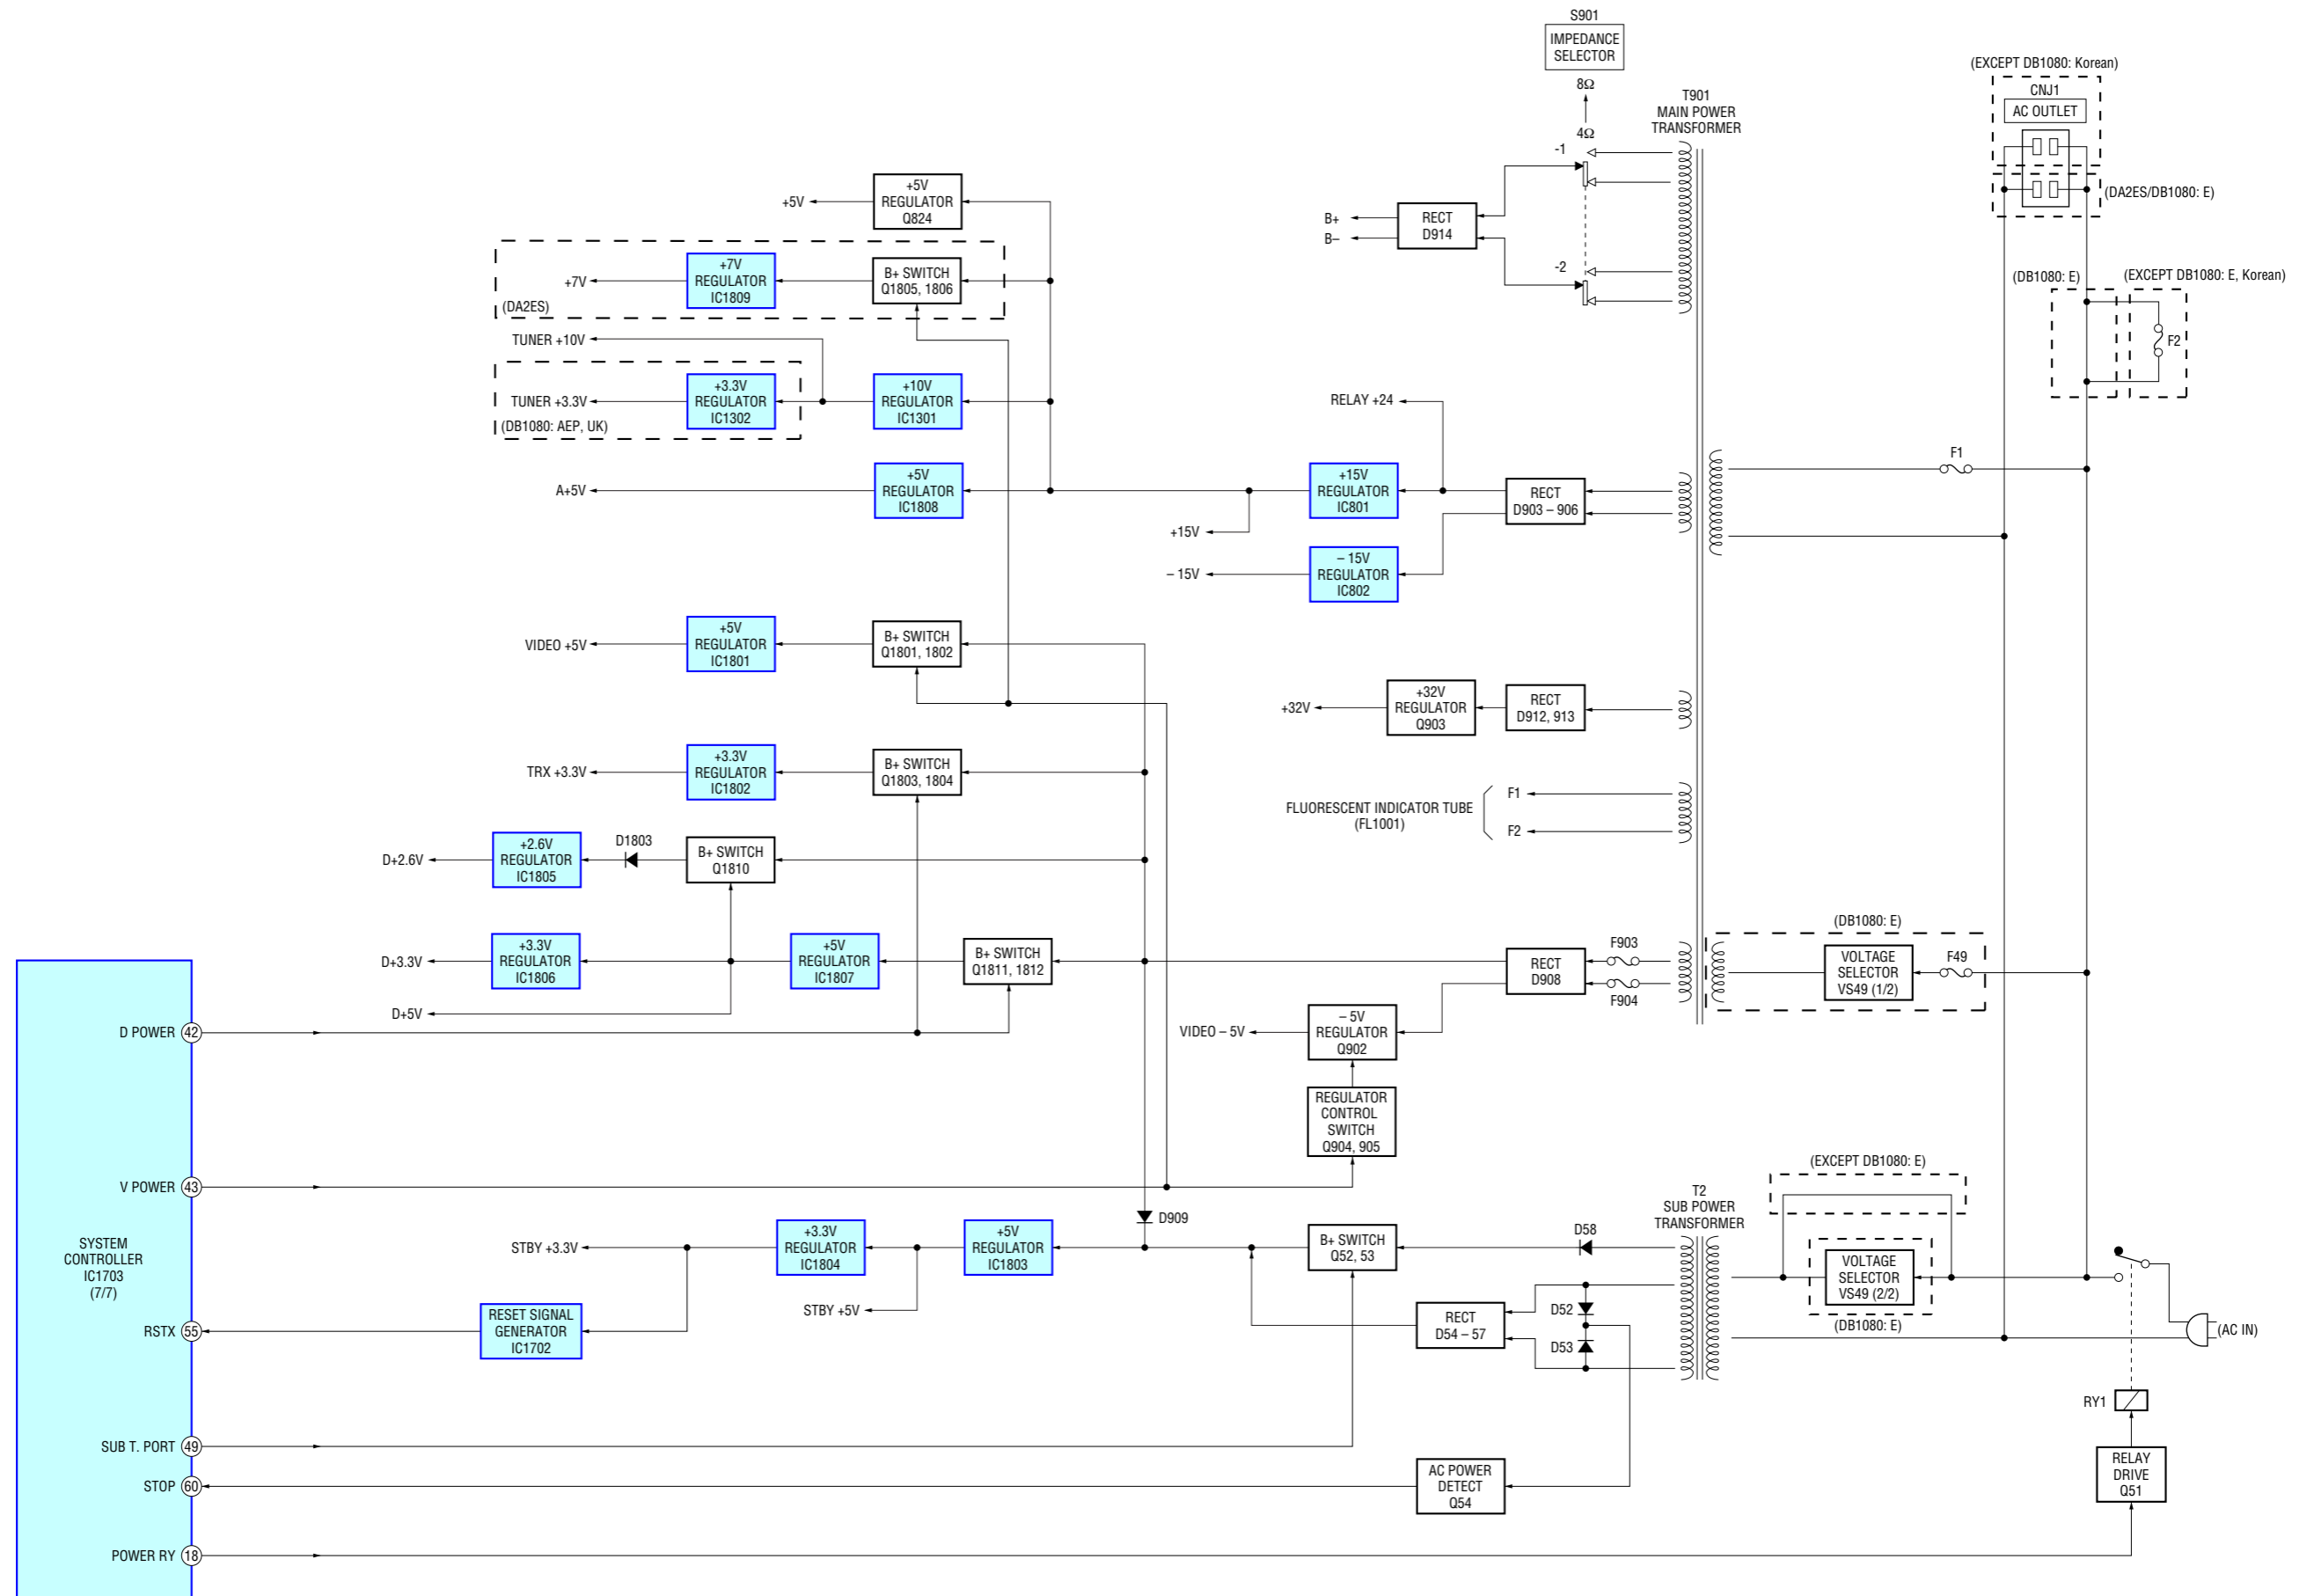 S901
IMPEDANCE
SELECTOR
8Ω
4Ω
-1
-2
T901
MAIN POWER
TRANSFORMER
(EXCEPT DB1080: Korean)
CNJ1
AC OUTLET
(DA2ES/DB1080: E)
(DB1080: E)
(EXCEPT DB1080: E, Korean)
F2
F1
+5V
+5V
REGULATOR
Q824
B+
B–
RECT
D914
+7V
+7V
REGULATOR
IC1809
B+ SWITCH
Q1805, 1806
(DA2ES)
TUNER +10V
TUNER +3.3V
+3.3V
REGULATOR
IC1302
+10V
REGULATOR
IC1301
(DB1080: AEP, UK)
RELAY +24
A+5V
+5V
REGULATOR
IC1808
+15V
REGULATOR
IC801
RECT
D903 – 906
+15V
– 15V
– 15V
REGULATOR
IC802
VIDEO +5V
+5V
REGULATOR
IC1801
B+ SWITCH
Q1801, 1802
+32V
+32V
REGULATOR
Q903
RECT
D912, 913
TRX +3.3V
+3.3V
REGULATOR
IC1802
B+ SWITCH
Q1803, 1804
FLUORESCENT INDICATOR TUBE
(FL1001)
F1
F2
D+2.6V
+2.6V
REGULATOR
IC1805
D1803
B+ SWITCH
Q1810
D+3.3V
+3.3V
REGULATOR
IC1806
+5V
REGULATOR
IC1807
B+ SWITCH
Q1811, 1812
D+5V
RECT
D908
F903
F904
(DB1080: E)
VOLTAGE
SELECTOR
VS49 (1/2)
F49
VIDEO – 5V
– 5V
REGULATOR
Q902
REGULATOR
CONTROL
SWITCH
Q904, 905
D POWER 42
V POWER 43
SYSTEM
CONTROLLER
IC1703
(7/7)
RSTX 55
SUB T. PORT 49
STOP 60
POWER RY 18
D909
STBY +3.3V
+3.3V
REGULATOR
IC1804
+5V
REGULATOR
IC1803
STBY +5V
RESET SIGNAL
GENERATOR
IC1702
B+ SWITCH
Q52, 53
D58
RECT
D54 – 57
D52
D53
AC POWER
DETECT
Q54
T2
SUB POWER
TRANSFORMER
(EXCEPT DB1080: E)
VOLTAGE
SELECTOR
VS49 (2/2)
(DB1080: E)
(AC IN)
RY1
RELAY
DRIVE
Q51